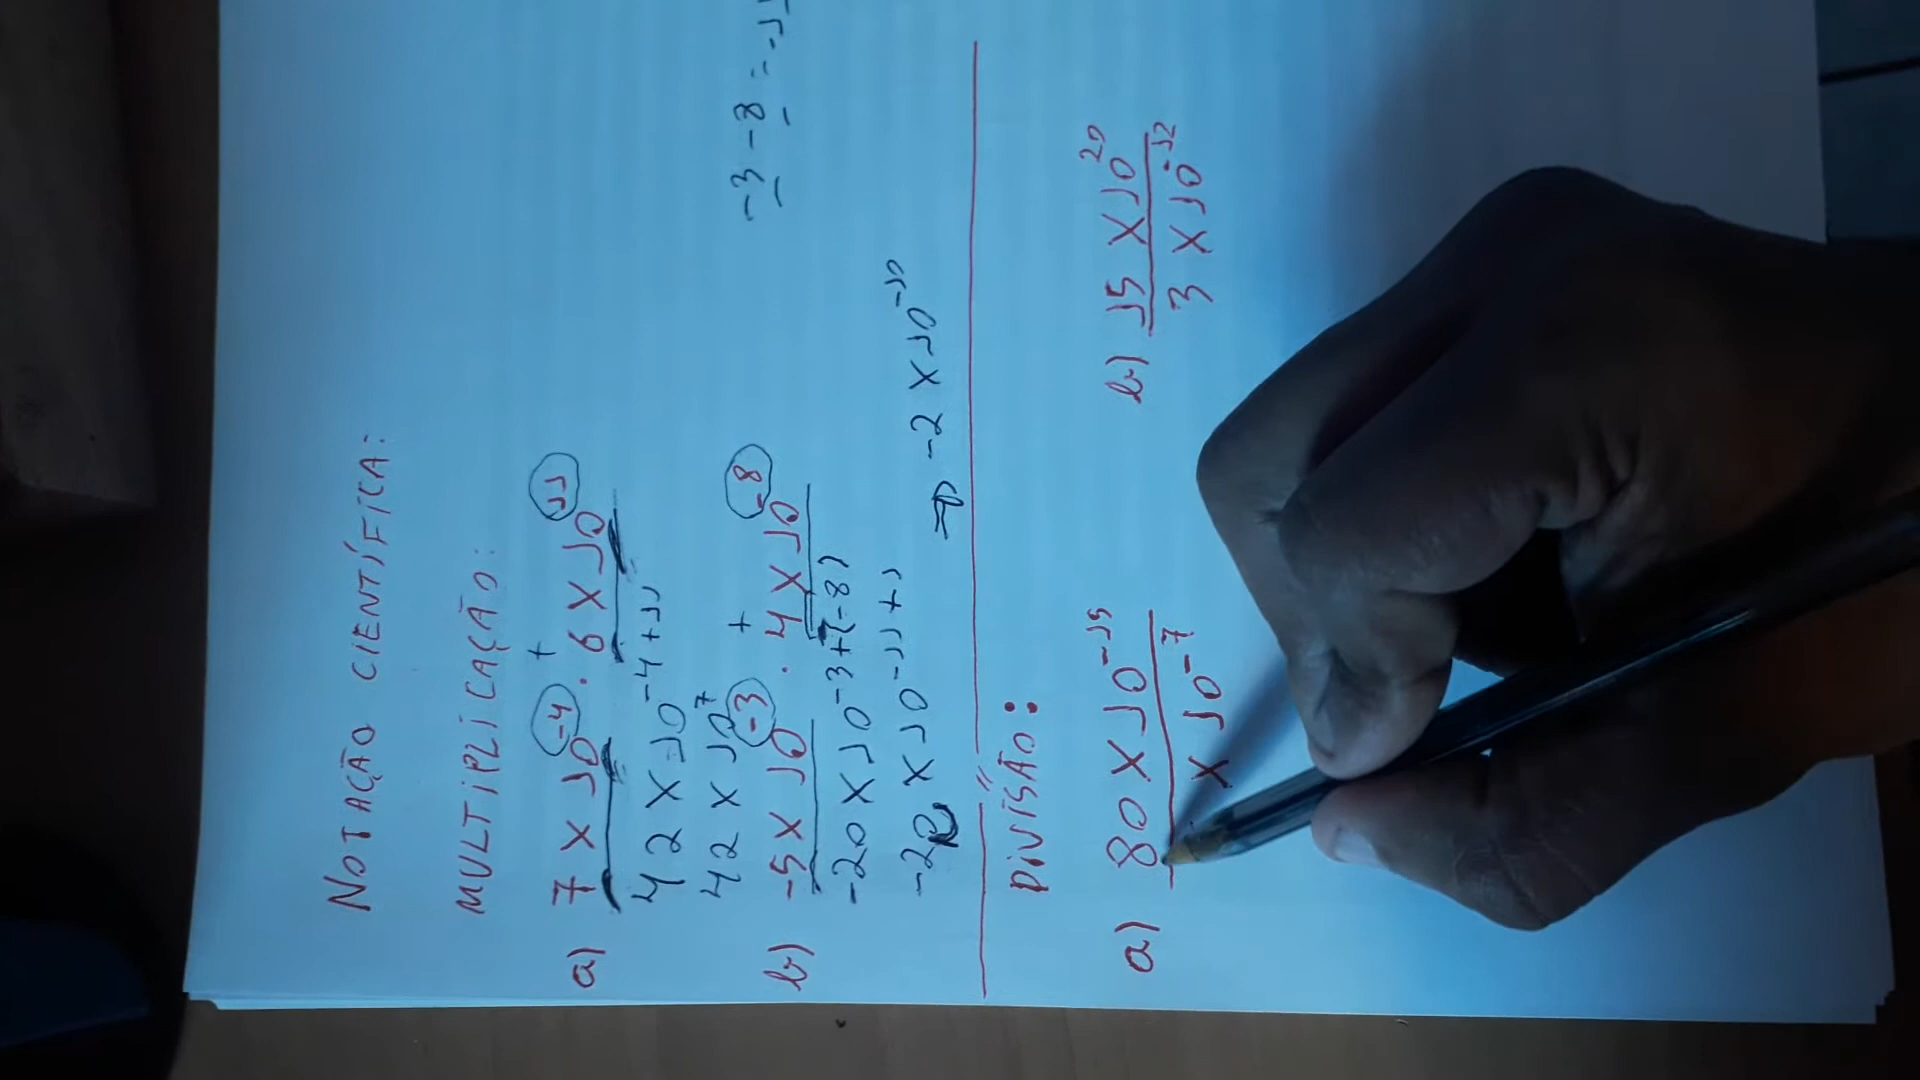 NOTAÇÃO CIENTÍFICA:
MULTIPLICAÇÃO:
a) 7 x 10^-4 . 6 x 10^11
+
42 x 10^-4+11
42 x 10^7
b) -5 x 10^-3 . 4 x 10^-8
+
-3 - 8 =
-20 x 10^-3+(-8)
-2,0 x 10^-11+1
⇒ -2 x 10^-10
DIVISÃO:
a) 80 x 10^-15
x 10^-7
b) 15 x 10^20
3 x 10^-12